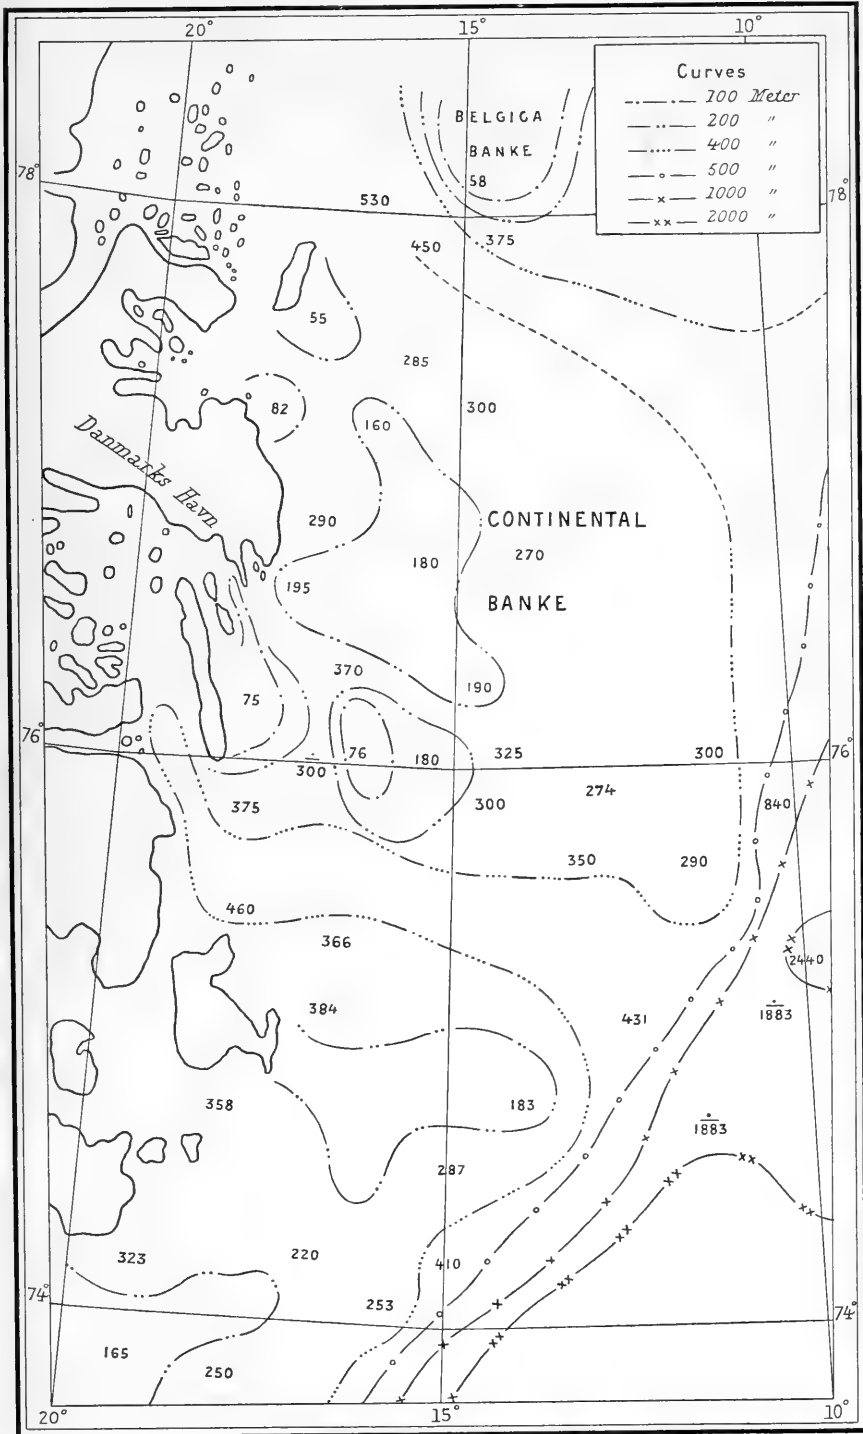 20° 15° 10°
Curves
100 Meter
200 "
400 "
500 "
1000 "
2000 "
BELGICA
BANKE
58
78° 78°
530
375
450
55
285
300
82
160
Danmarks Havn
290
CONTINENTAL
270
180
195
BANKE
370
190
75
76° 76°
76 180 325 300
300
274
375 300 840
350 290
460
366
2440
384
431 1883
358 183
1883
287
323 220 410
74° 253 74°
165
250
20° 15° 10°